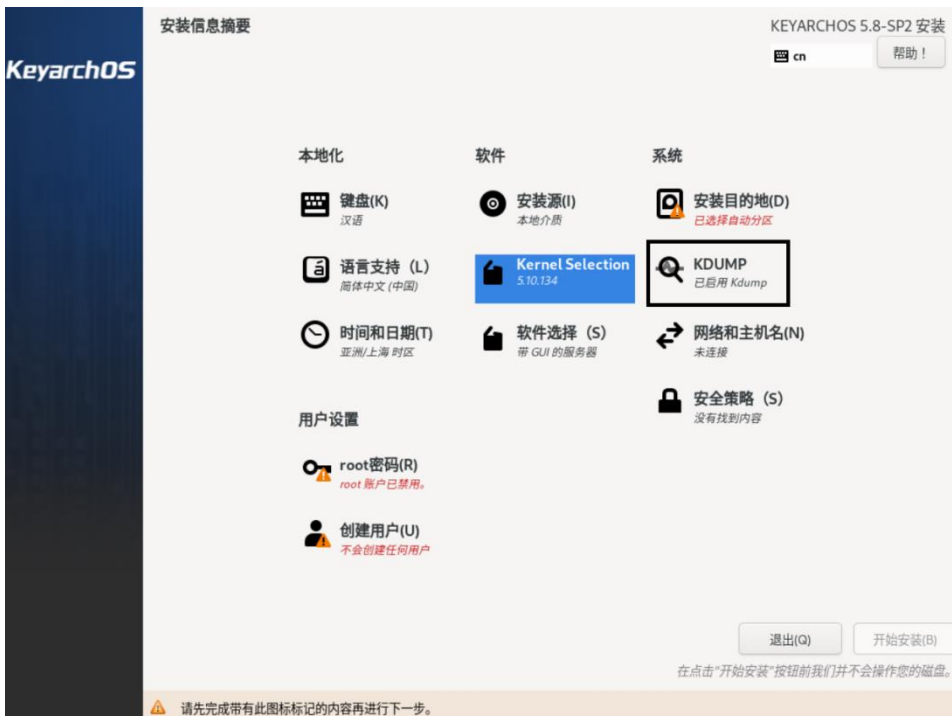 KeyarchOS
安装信息摘要
KEYARCHOS 5.8-SP2 安装
cn
帮助！
本地化
键盘(K)
汉语
语言支持（L）
简体中文 (中国)
时间和日期(T)
亚洲/上海 时区
用户设置
root密码(R)
root 账户已禁用。
创建用户(U)
不会创建任何用户
软件
安装源(I)
本地介质
Kernel Selection
5.10.134
软件选择（S）
带 GUI 的服务器
系统
安装目的地(D)
已选择自动分区
KDUMP
已启用 Kdump
网络和主机名(N)
未连接
安全策略（S）
没有找到内容
退出(Q)
开始安装(B)
在点击"开始安装"按钮前我们并不会操作您的磁盘。
请先完成带有此图标标记的内容再进行下一步。